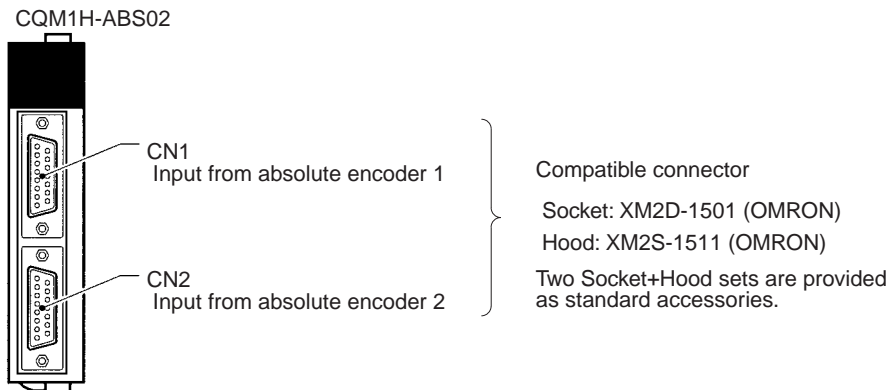 CQM1H-ABS02
CN1
Input from absolute encoder 1
CN2
Input from absolute encoder 2
Compatible connector
Socket: XM2D-1501 (OMRON)
Hood: XM2S-1511 (OMRON)
Two Socket+Hood sets are provided
as standard accessories.